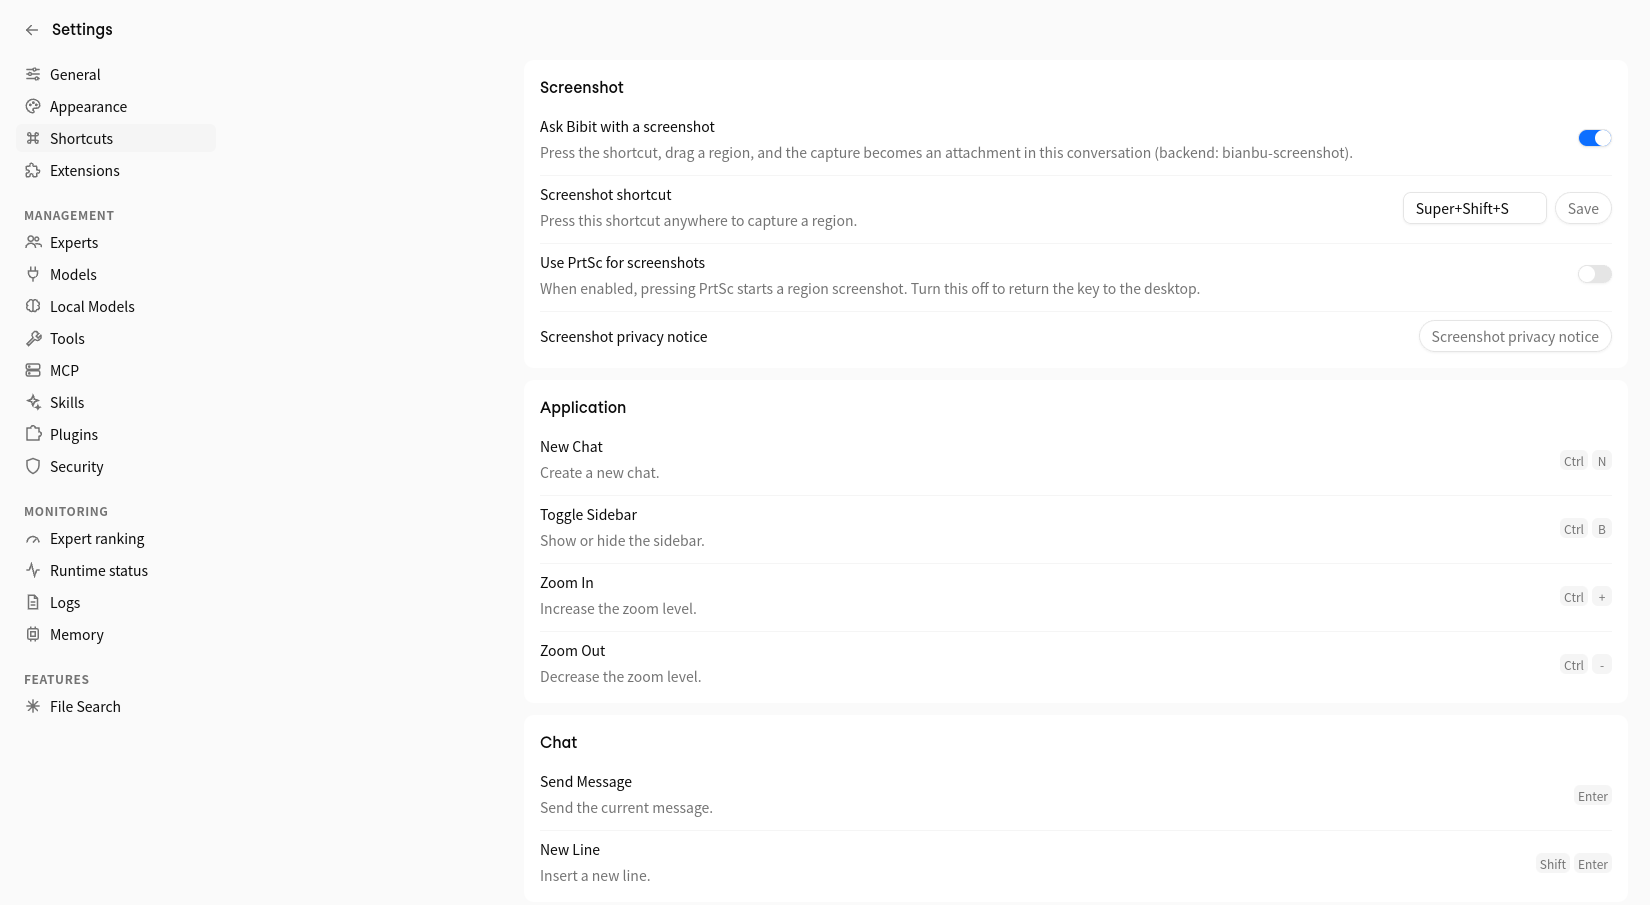 Settings
General
Appearance
Shortcuts
Extensions
MANAGEMENT
Experts
Models
Local Models
Tools
MCP
Skills
Plugins
Security
MONITORING
Expert ranking
Runtime status
Logs
Memory
FEATURES
File Search
Screenshot
Ask Bibit with a screenshot
Press the shortcut, drag a region, and the capture becomes an attachment in this conversation (backend: bianbu-screenshot).
Screenshot shortcut
Press this shortcut anywhere to capture a region.
Super+Shift+S
Save
Use PrtSc for screenshots
When enabled, pressing PrtSc starts a region screenshot. Turn this off to return the key to the desktop.
Screenshot privacy notice
Screenshot privacy notice
Application
New Chat
Create a new chat.
Ctrl N
Toggle Sidebar
Show or hide the sidebar.
Ctrl B
Zoom In
Increase the zoom level.
Ctrl +
Zoom Out
Decrease the zoom level.
Ctrl -
Chat
Send Message
Send the current message.
Enter
New Line
Insert a new line.
Shift Enter